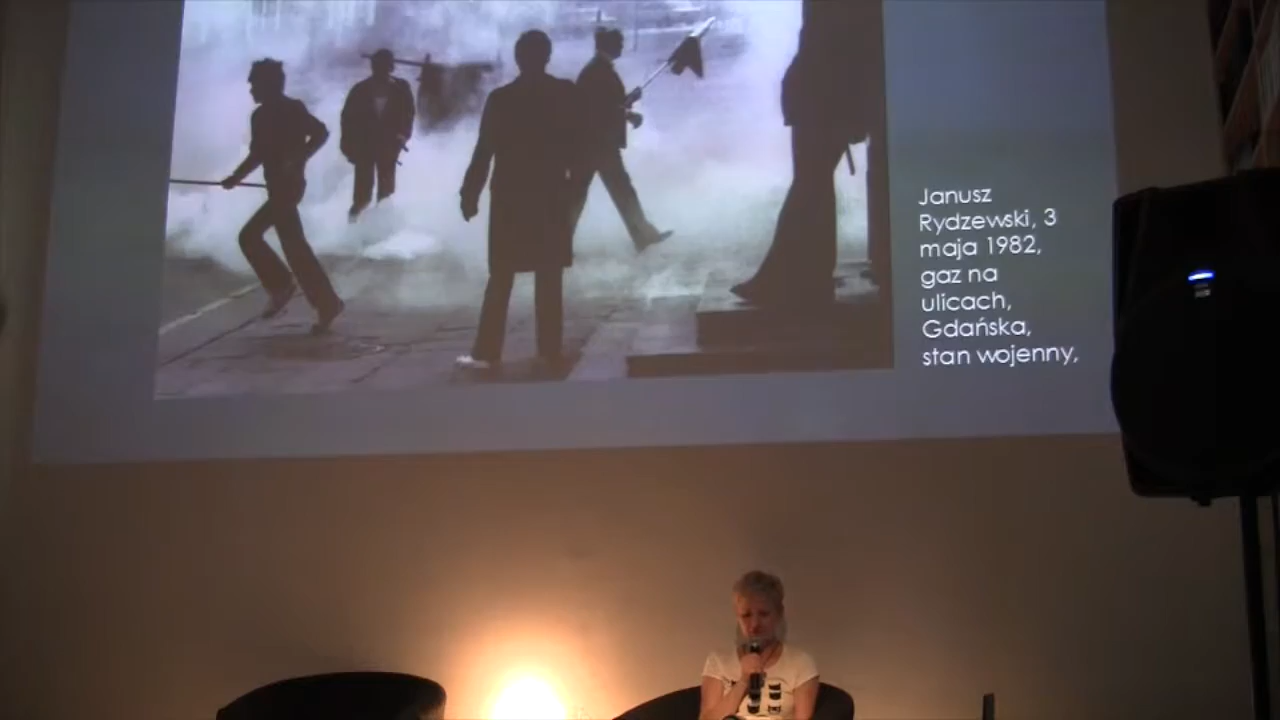 Janusz
Rydzewski, 3
maja 1982,
gaz na
ulicach,
Gdańska,
stan wojenny,